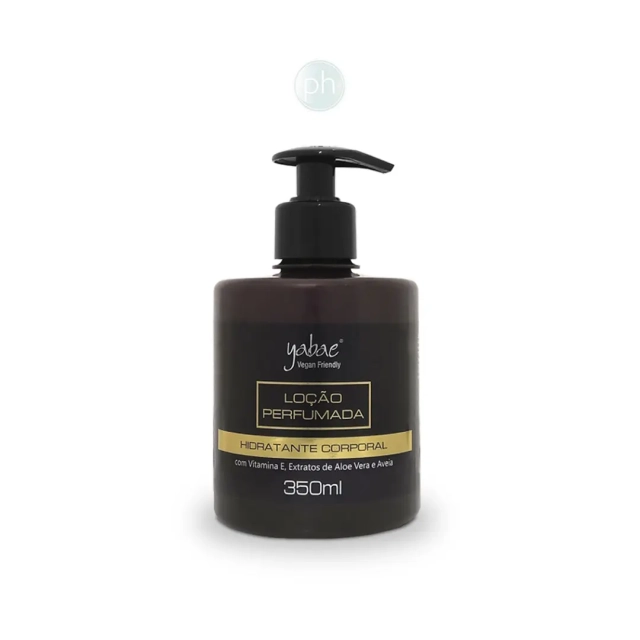 ph
yabae®
Vegan Friendly
LOÇÃO
PERFUMADA
HIDRATANTE CORPORAL
com Vitamina E, Extratos de Aloe Vera e Aveia
350ml